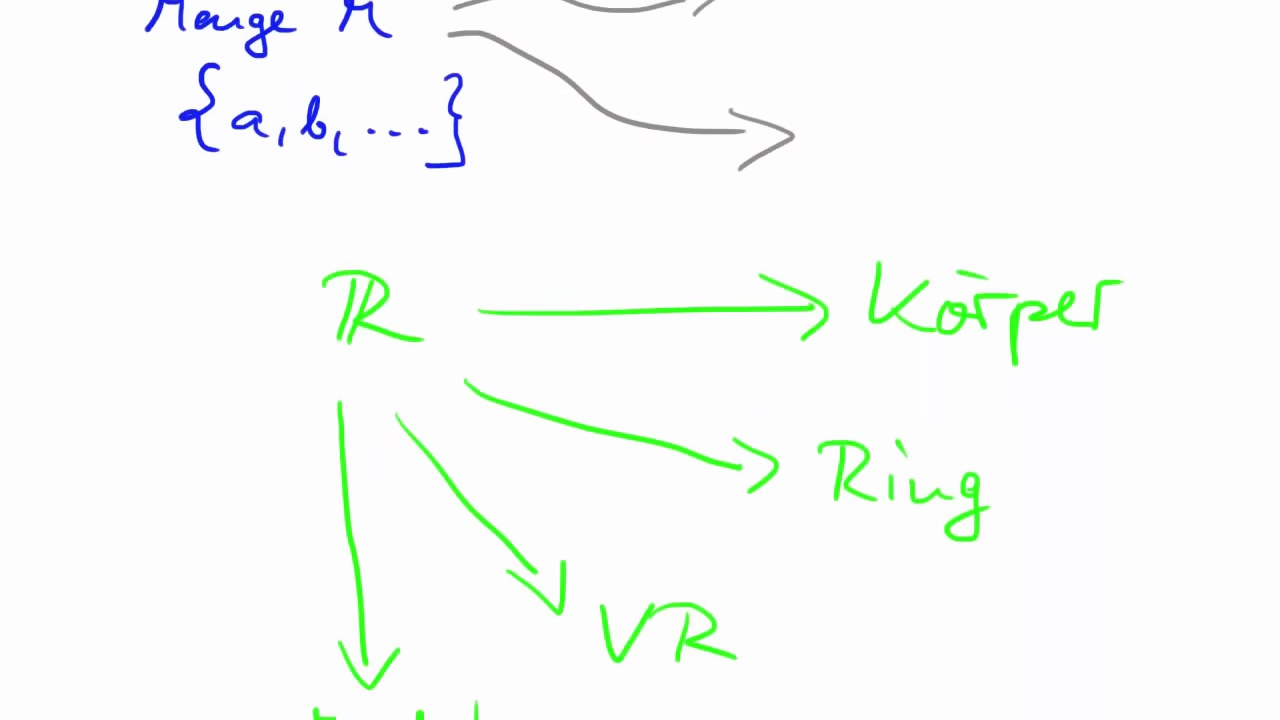 Menge M
{a, b, ...}
ℝ
Körper
Ring
VR